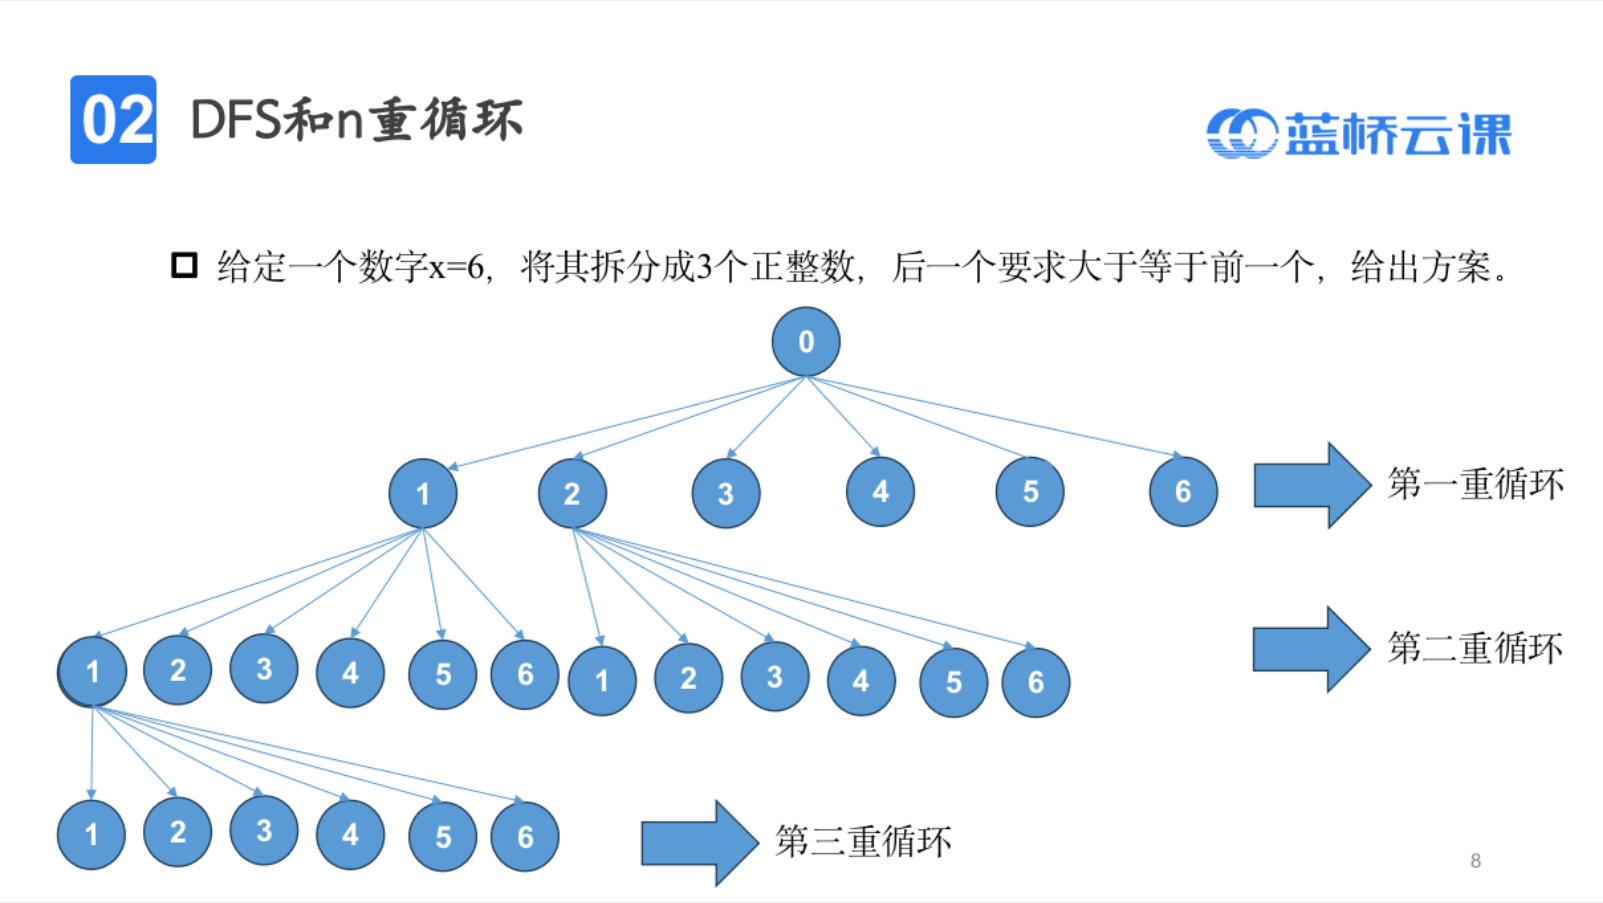 02 DFS和n重循环
蓝桥云课
给定一个数字x=6，将其拆分成3个正整数，后一个要求大于等于前一个，给出方案。
0
1 2 3 4 5 6 第一重循环
1 2 3 4 5 6 1 2 3 4 5 6 第二重循环
1 2 3 4 5 6 第三重循环
8